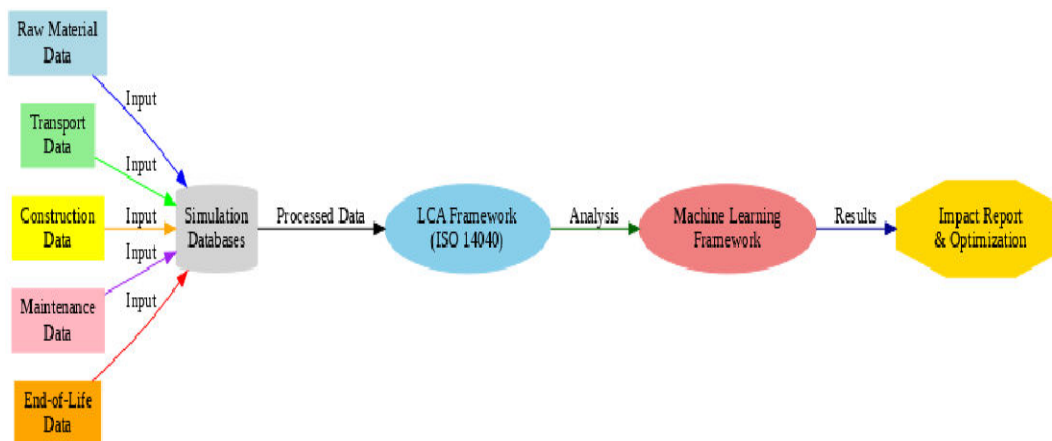 Raw Material
Data
Input
Transport
Data
Input
Construction
Data
Input
Maintenance
Data
Input
End-of-Life
Data
Input
Simulation
Databases
Processed Data
LCA Framework
(ISO 14040)
Analysis
Machine Learning
Framework
Results
Impact Report
& Optimization